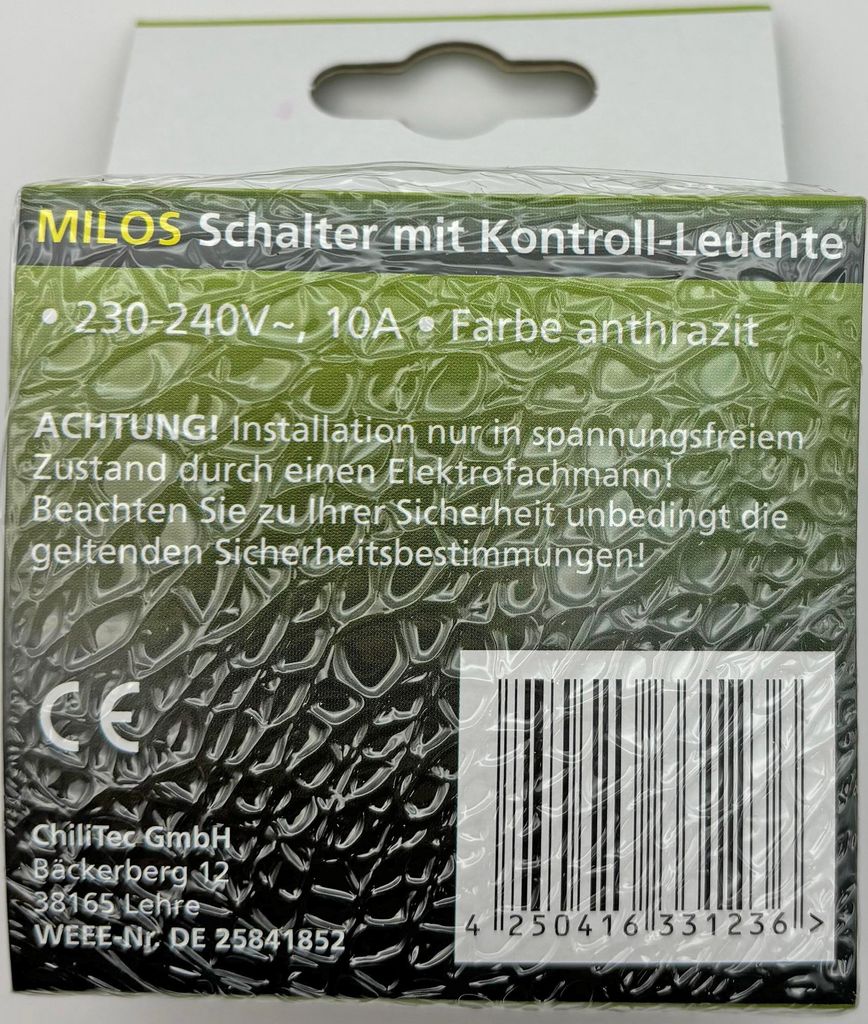 MILOS Schalter mit Kontroll-Leuchte
• 230-240V~, 10A • Farbe anthrazit
ACHTUNG! Installation nur in spannungsfreiem
Zustand durch einen Elektrofachmann!
Beachten Sie zu Ihrer Sicherheit unbedingt die
geltenden Sicherheitsbestimmungen!
CE
ChiliTec GmbH
Bäckerberg 12
38165 Lehre
WEEE-Nr. DE 25841852
4 250416 331236 >